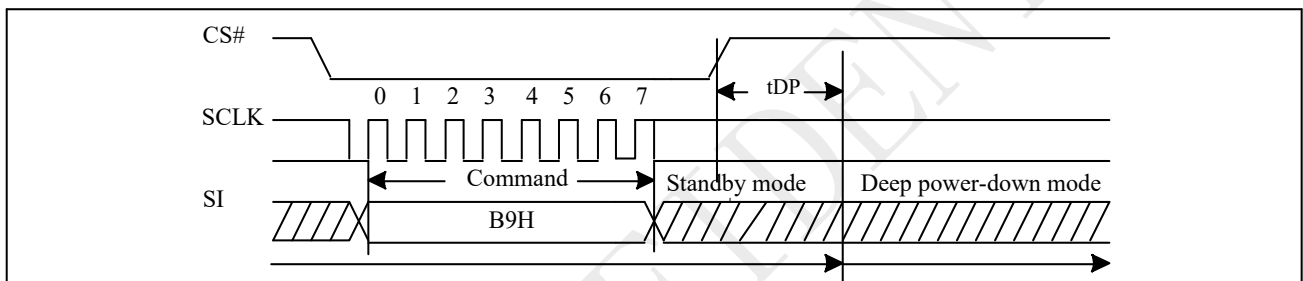 CS#
tDP
0 1 2 3 4 5 6 7
SCLK
Command
Standby mode
Deep power-down mode
SI
B9H